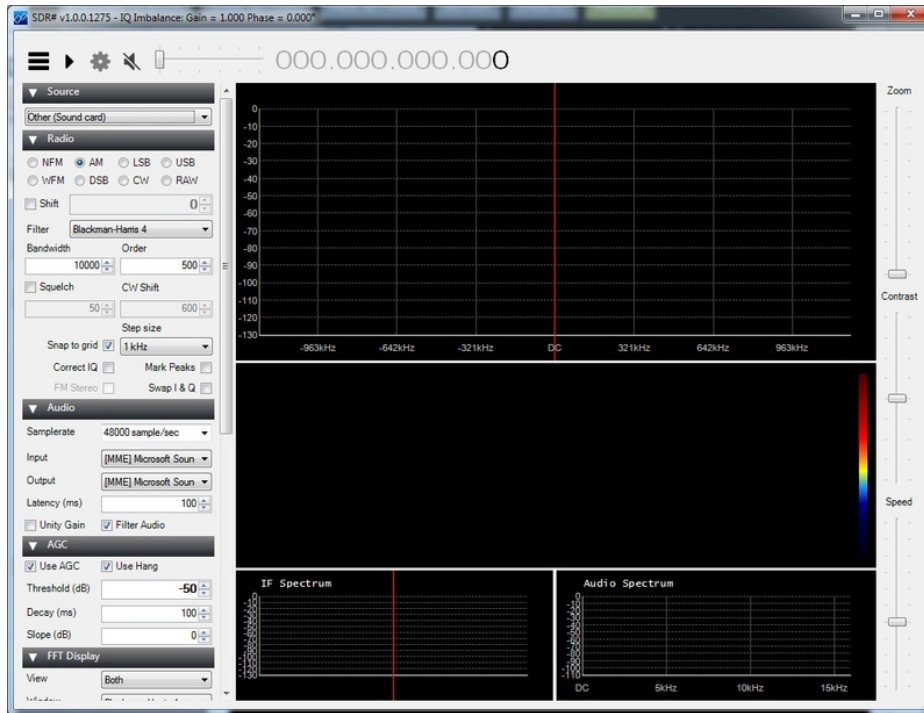 SDR# v1.0.0.1275 - IQ Imbalance: Gain = 1.000 Phase = 0.000°
000.000.000.000
Source
Other (Sound card)
Radio
NFM AM LSB USB
WFM DSB CW RAW
Shift 0
Filter Blackman-Harris 4
Bandwidth Order
10000 500
Squelch CW Shift
50 600
Step size
Snap to grid 1 kHz
Correct IQ Mark Peaks
FM Stereo Swap I & Q
Audio
Samplerate 48000 sample/sec
Input [MME] Microsoft Soun
Output [MME] Microsoft Soun
Latency (ms) 100
Unity Gain Filter Audio
AGC
Use AGC Use Hang
Threshold (dB) -50
Decay (ms) 100
Slope (dB) 0
FFT Display
View Both
0
-10
-20
-30
-40
-50
-60
-70
-80
-90
-100
-110
-120
-130
-963kHz -642kHz -321kHz DC 321kHz 642kHz 963kHz
IF Spectrum
0
-130
Audio Spectrum
0
-110
DC 5kHz 10kHz 15kHz
Zoom
Contrast
Speed